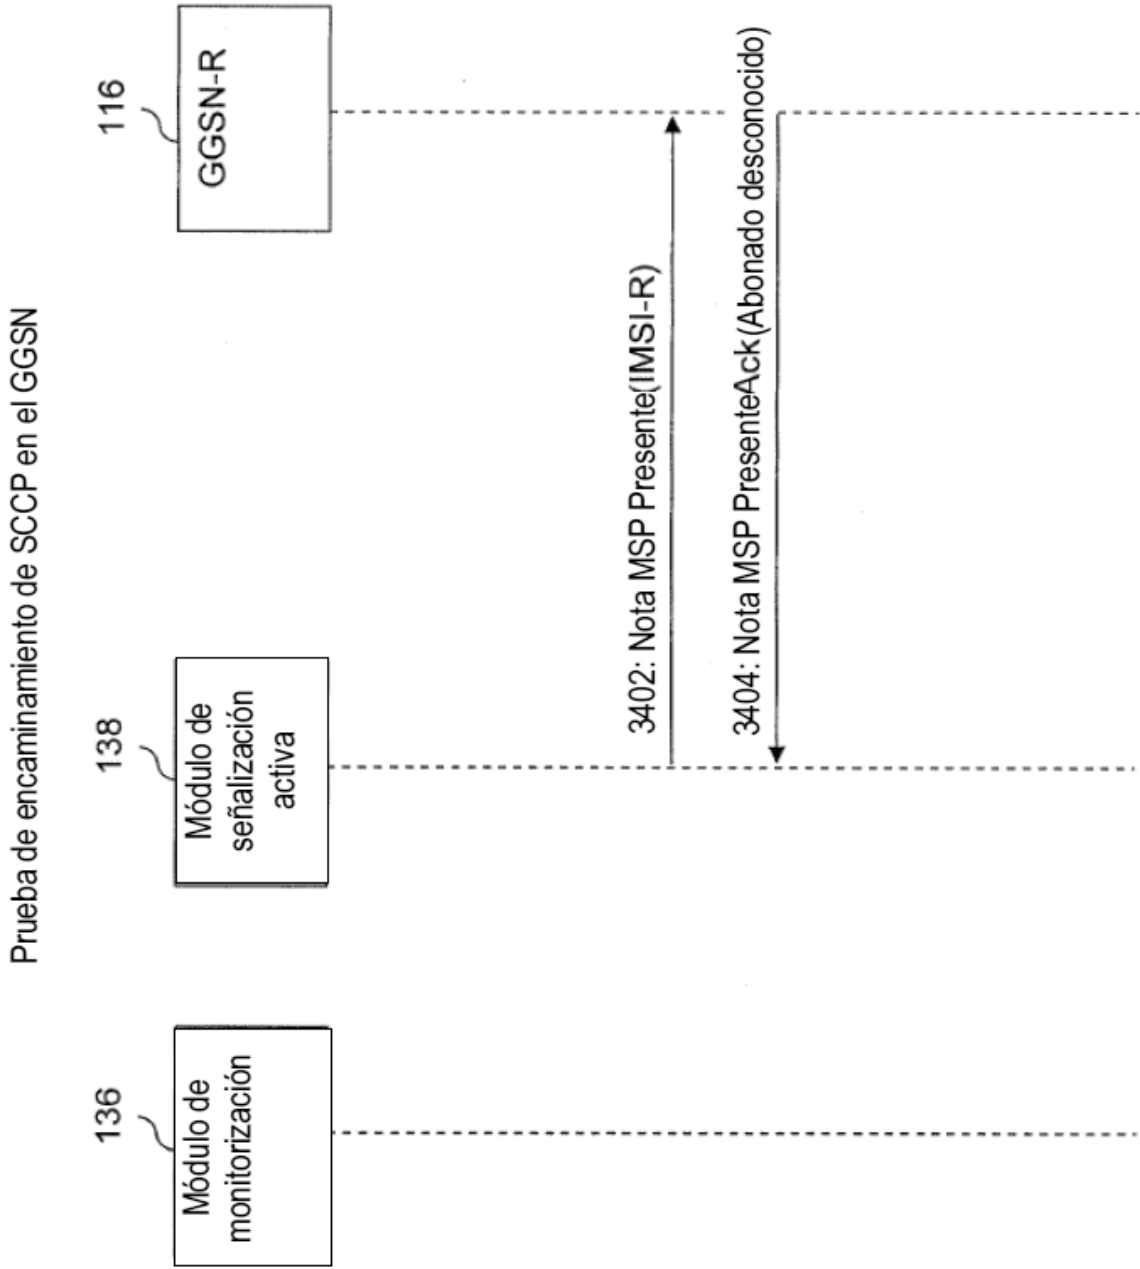 Prueba de encaminamiento de SCCP en el GGSN
136
Módulo de
monitorización
138
Módulo de
señalización
activa
116
GGSN-R
3402: Nota MSP Presente(IMSI-R)
3404: Nota MSP PresenteAck(Abonado desconocido)